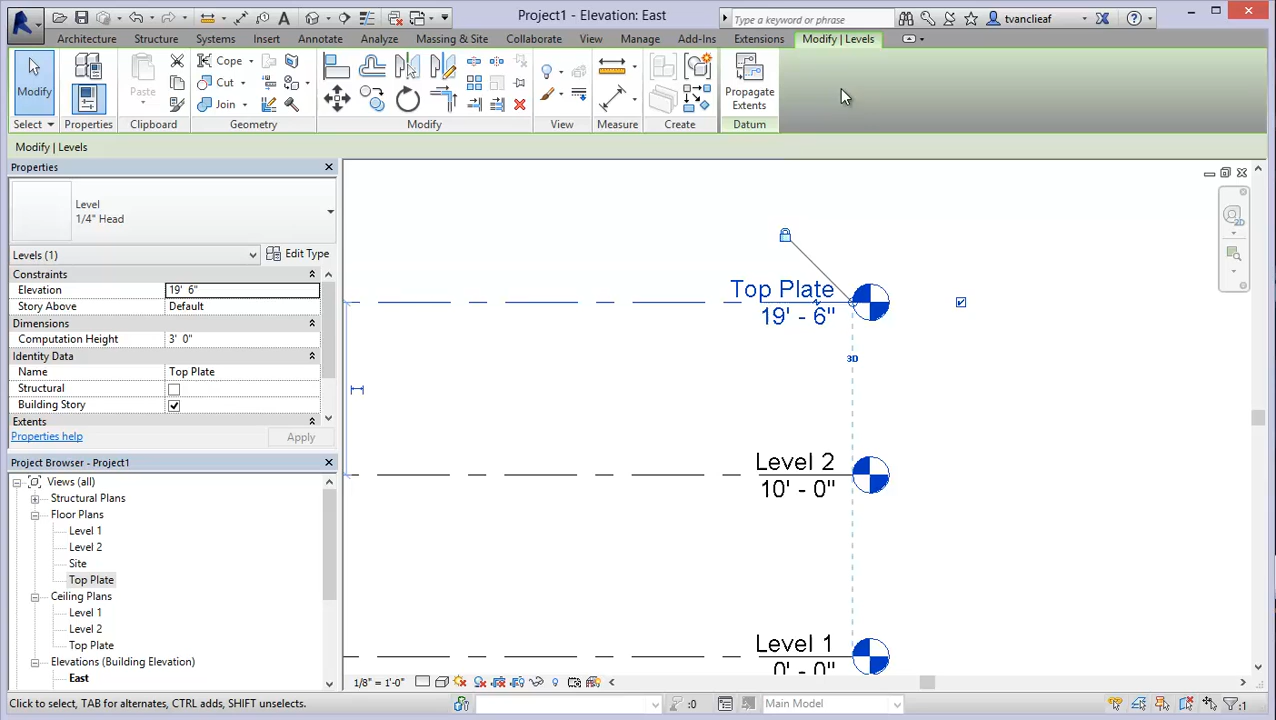 Project1 - Elevation: East
Type a keyword or phrase
tvanclieaf
Architecture Structure Systems Insert Annotate Analyze Massing & Site Collaborate View Manage Add-Ins Extensions Modify | Levels
Modify
Paste
Cope
Cut
Join
Propagate
Extents
Select Properties Clipboard Geometry Modify View Measure Create Datum
Modify | Levels
Properties
Level
1/4" Head
Levels (1)
Edit Type
Constraints
Elevation 19' 6"
Story Above Default
Dimensions
Computation Height 3' 0"
Identity Data
Name Top Plate
Structural
Building Story
Extents
Properties help
Apply
Project Browser - Project1
Views (all)
Structural Plans
Floor Plans
Level 1
Level 2
Site
Top Plate
Ceiling Plans
Level 1
Level 2
Top Plate
Elevations (Building Elevation)
East
2D
Top Plate
19' - 6"
3D
Level 2
10' - 0"
Level 1
0' - 0"
1/8" = 1'-0"
Click to select, TAB for alternates, CTRL adds, SHIFT unselects.
:0
Main Model
:1